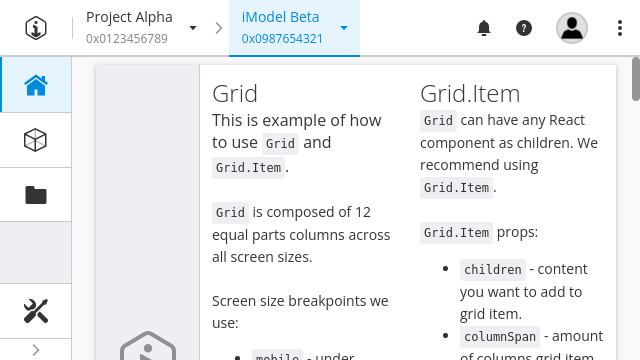 Project Alpha
0x0123456789
iModel Beta
0x0987654321
Grid
This is example of how
to use Grid and
Grid.Item.
Grid is composed of 12
equal parts columns across
all screen sizes.
Screen size breakpoints we
use:
mobile - under
Grid.Item
Grid can have any React
component as children. We
recommend using
Grid.Item.
Grid.Item props:
children - content
you want to add to
grid item.
columnSpan - amount
of columns grid item